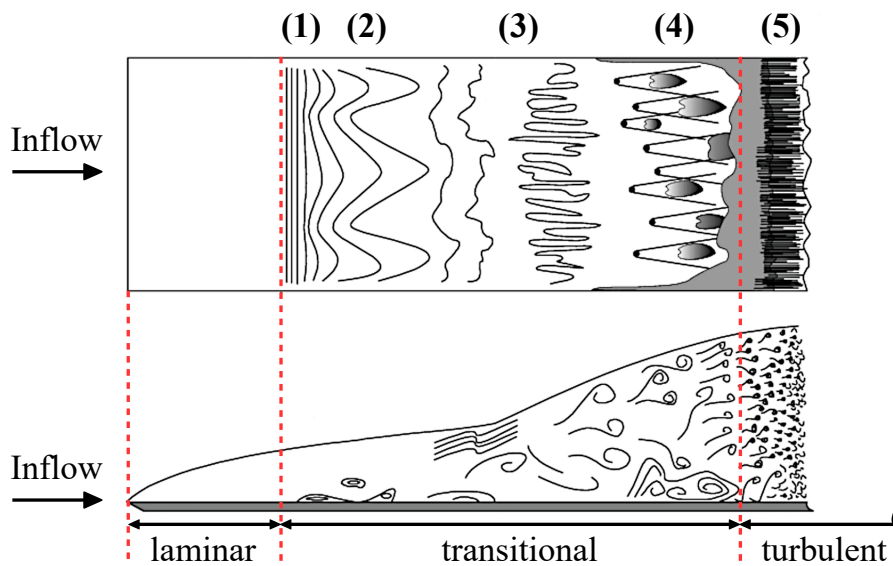 (1) (2) (3) (4) (5)
Inflow
Inflow
laminar transitional turbulent